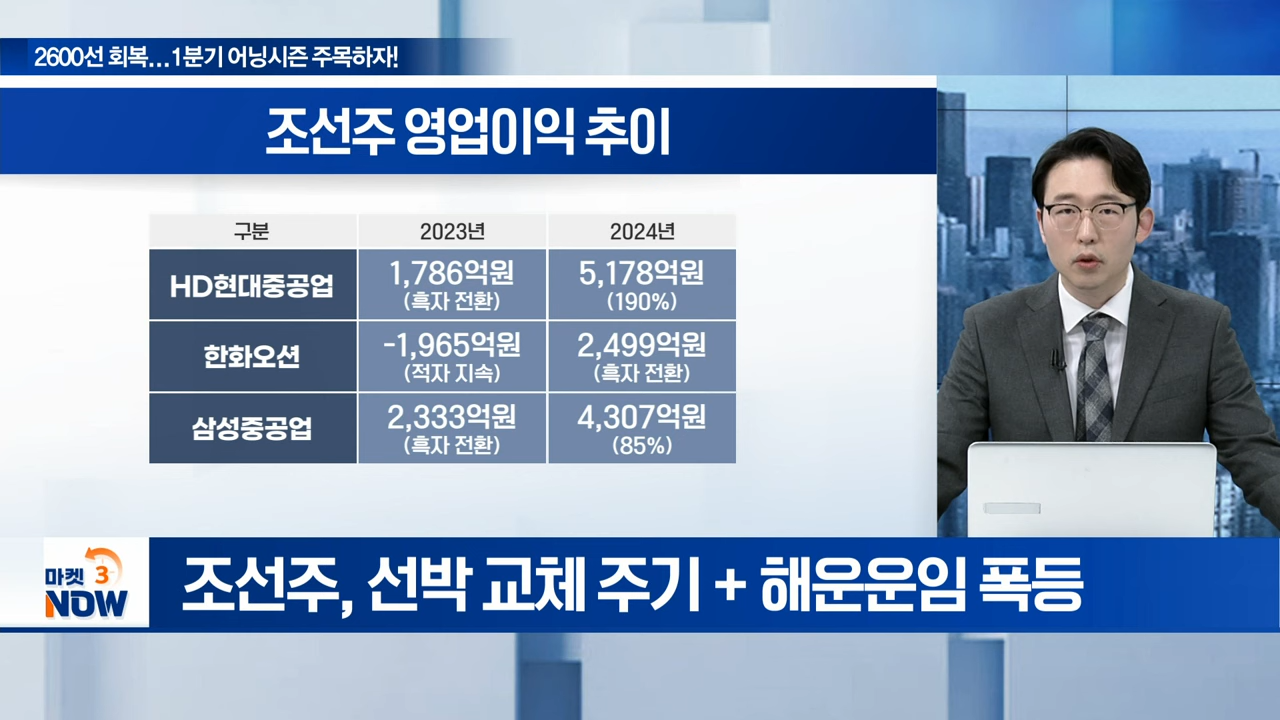 2600선 회복...1분기 어닝시즌 주목하자!
조선주 영업이익 추이
구분 2023년 2024년
HD현대중공업 1,786억원 (흑자 전환) 5,178억원 (190%)
한화오션 -1,965억원 (적자 지속) 2,499억원 (흑자 전환)
삼성중공업 2,333억원 (흑자 전환) 4,307억원 (85%)
마켓 3
NOW
조선주, 선박 교체 주기 + 해운운임 폭등